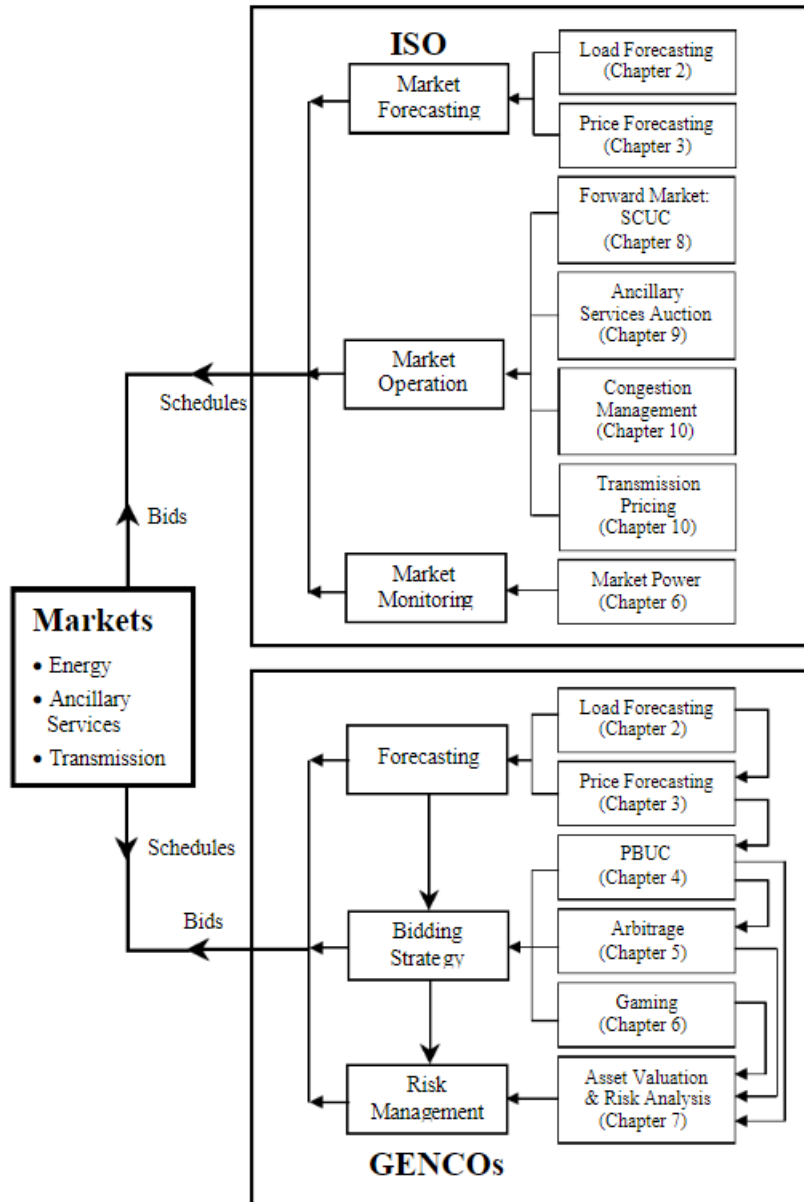 ISO
Market
Forecasting
Load Forecasting
(Chapter 2)
Price Forecasting
(Chapter 3)
Forward Market:
SCUC
(Chapter 8)
Ancillary
Services Auction
(Chapter 9)
Market
Operation
Congestion
Management
(Chapter 10)
Transmission
Pricing
(Chapter 10)
Market
Monitoring
Market Power
(Chapter 6)
Schedules
Bids
Markets
• Energy
• Ancillary
Services
• Transmission
Schedules
Bids
Forecasting
Load Forecasting
(Chapter 2)
Price Forecasting
(Chapter 3)
PBUC
(Chapter 4)
Bidding
Strategy
Arbitrage
(Chapter 5)
Gaming
(Chapter 6)
Risk
Management
Asset Valuation
& Risk Analysis
(Chapter 7)
GENCOs